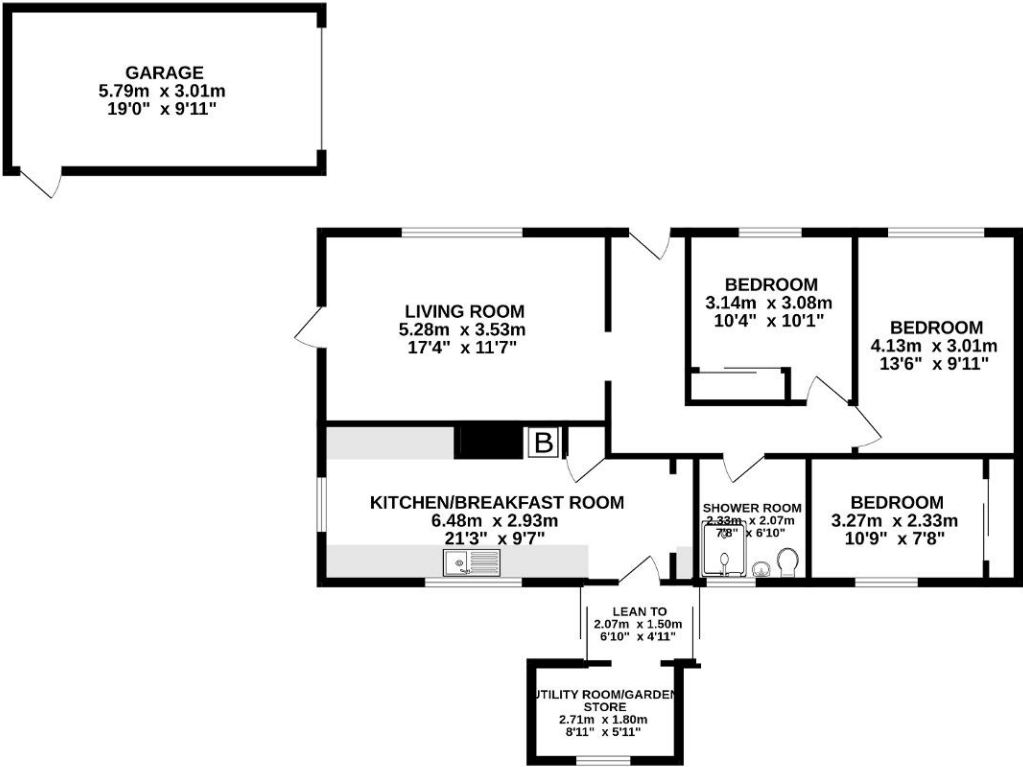 GARAGE
5.79m x 3.01m
19'0" x 9'11"
LIVING ROOM
5.28m x 3.53m
17'4" x 11'7"
BEDROOM
3.14m x 3.08m
10'4" x 10'1"
BEDROOM
4.13m x 3.01m
13'6" x 9'11"
B
KITCHEN/BREAKFAST ROOM
6.48m x 2.93m
21'3" x 9'7"
SHOWER ROOM
2.33m x 2.07m
7'8" x 6'10"
BEDROOM
3.27m x 2.33m
10'9" x 7'8"
LEAN TO
2.07m x 1.50m
6'10" x 4'11"
UTILITY ROOM/GARDEN
STORE
2.71m x 1.80m
8'11" x 5'11"